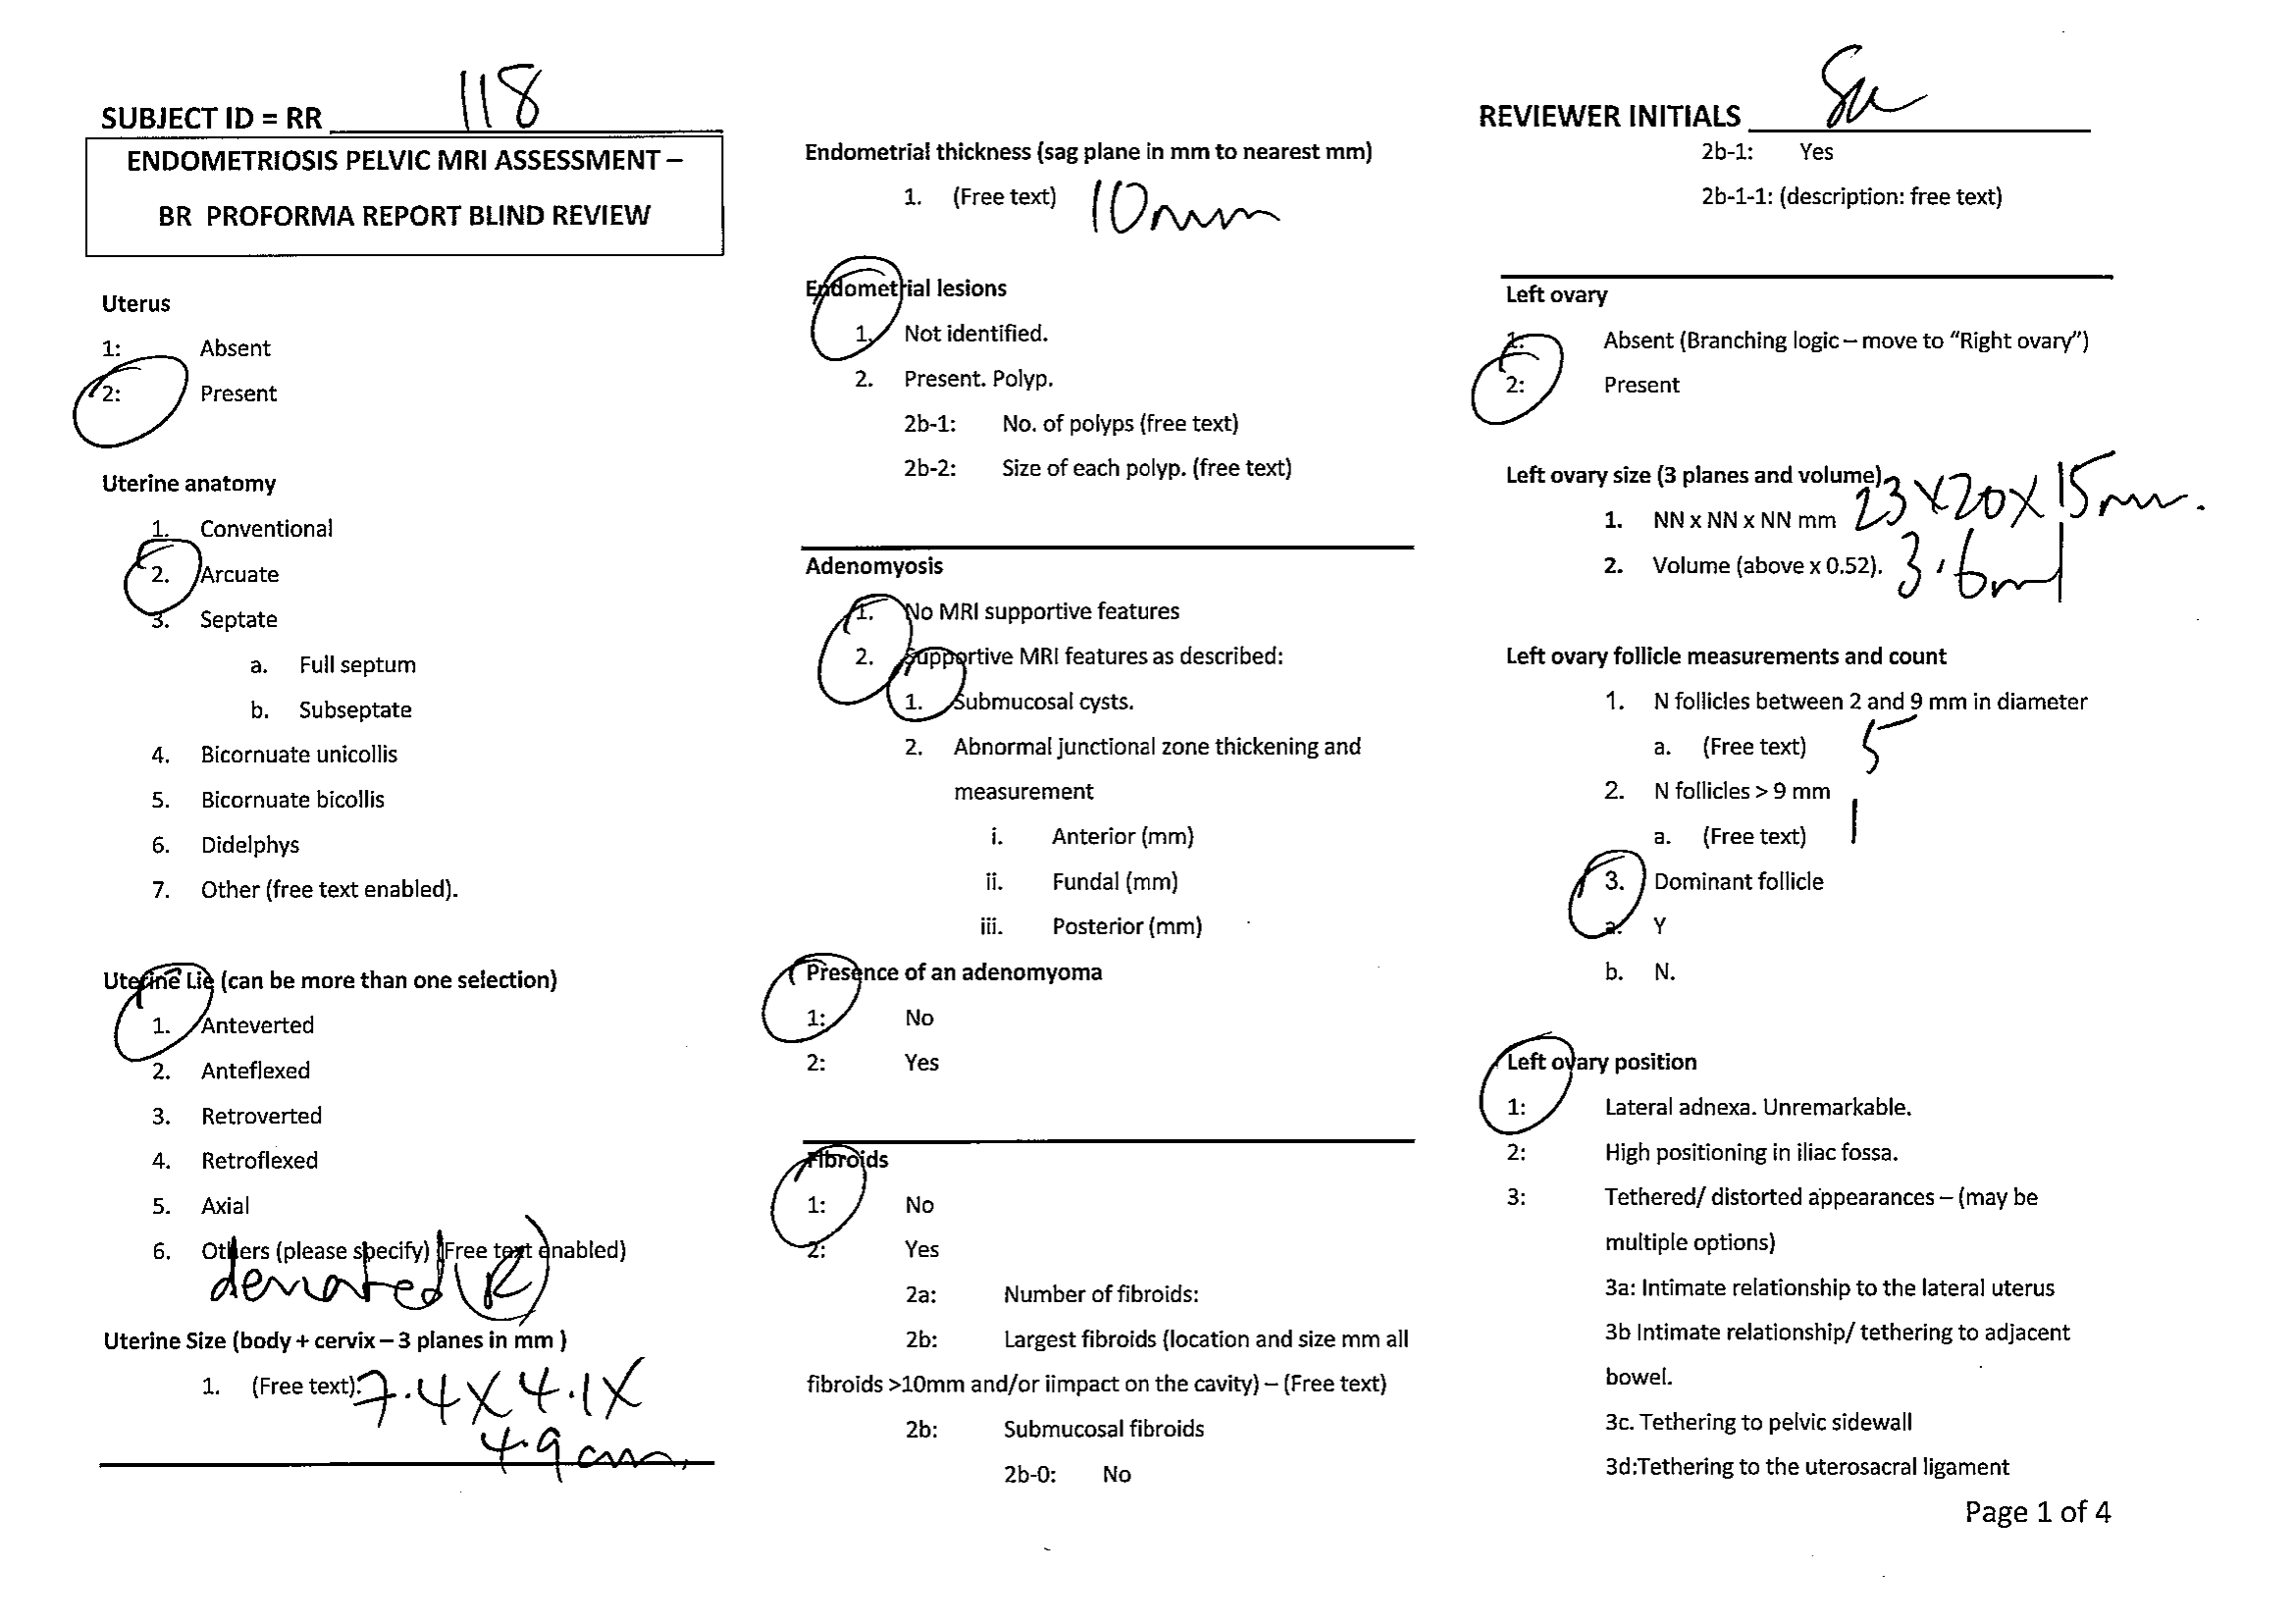 SUBJECT ID = RR 118
ENDOMETRIOSIS PELVIC MRI ASSESSMENT –
BR PROFORMA REPORT BLIND REVIEW
Uterus
1: Absent
2: Present
Uterine anatomy
1. Conventional
2. Arcuate
3. Septate
a. Full septum
b. Subseptate
4. Bicornuate unicollis
5. Bicornuate bicollis
6. Didelphys
7. Other (free text enabled).
Uterine Lie (can be more than one selection)
1. Anteverted
2. Anteflexed
3. Retroverted
4. Retroflexed
5. Axial
6. Others (please specify) (Free text enabled)
deviated (R)
Uterine Size (body + cervix – 3 planes in mm )
1. (Free text). 7.4 X 4.1 X
4.9 cm.
Endometrial thickness (sag plane in mm to nearest mm)
1. (Free text) 10mm
Endometrial lesions
1. Not identified.
2. Present. Polyp.
2b-1: No. of polyps (free text)
2b-2: Size of each polyp. (free text)
Adenomyosis
1. No MRI supportive features
2. Supportive MRI features as described:
1. Submucosal cysts.
2. Abnormal junctional zone thickening and
measurement
i. Anterior (mm)
ii. Fundal (mm)
iii. Posterior (mm)
Presence of an adenomyoma
1: No
2: Yes
Fibroids
1: No
2: Yes
2a: Number of fibroids:
2b: Largest fibroids (location and size mm all
fibroids >10mm and/or iimpact on the cavity) – (Free text)
2b: Submucosal fibroids
2b-0: No
REVIEWER INITIALS
2b-1: Yes
2b-1-1: (description: free text)
Left ovary
1: Absent (Branching logic – move to “Right ovary”)
2: Present
Left ovary size (3 planes and volume)
1. NN x NN x NN mm 23 X 20 X 15mm.
2. Volume (above x 0.52). 3.6ml
Left ovary follicle measurements and count
1. N follicles between 2 and 9 mm in diameter
a. (Free text) 5
2. N follicles > 9 mm
a. (Free text) 1
3. Dominant follicle
a. Y
b. N.
Left ovary position
1: Lateral adnexa. Unremarkable.
2: High positioning in iliac fossa.
3: Tethered/ distorted appearances – (may be
multiple options)
3a: Intimate relationship to the lateral uterus
3b Intimate relationship/ tethering to adjacent
bowel.
3c. Tethering to pelvic sidewall
3d:Tethering to the uterosacral ligament
Page 1 of 4